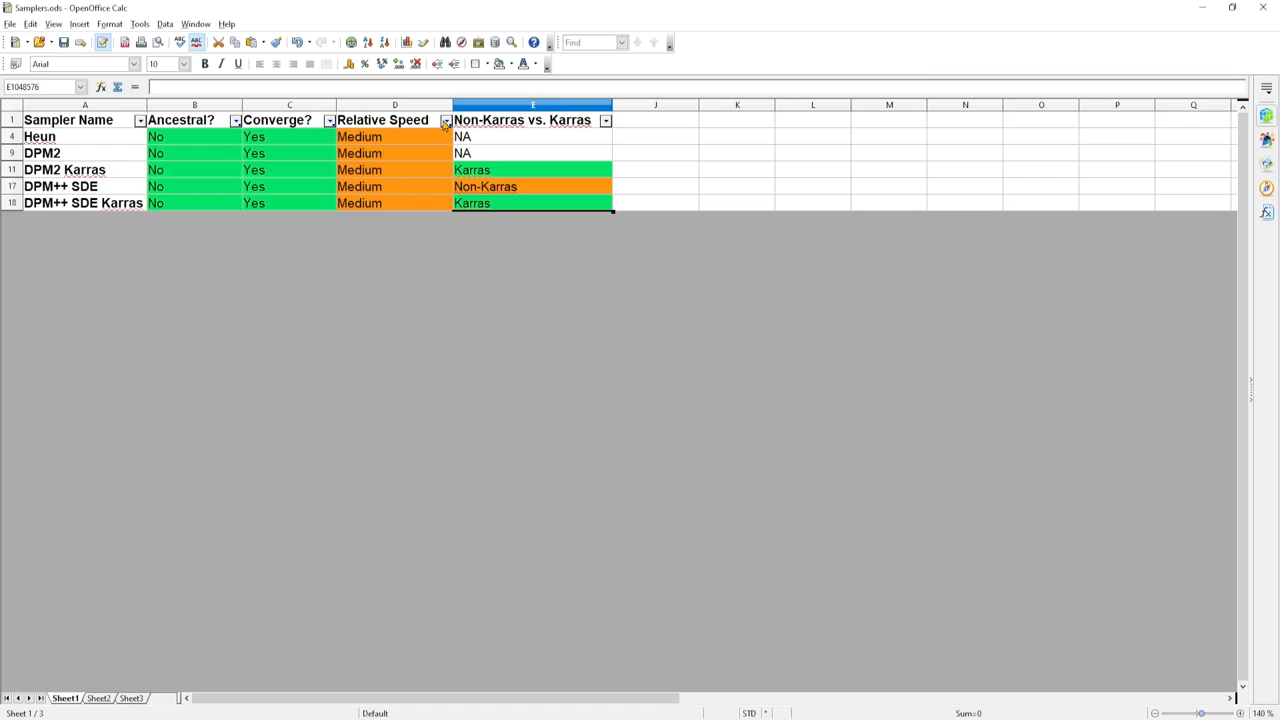 Samplers.ods - OpenOffice Calc
File Edit View Insert Format Tools Data Window Help
Find
Arial 10 B I U
E1048576
A B C D E J K L M N O P Q
1 Sampler Name Ancestral? Converge? Relative Speed Non-Karras vs. Karras
4 Heun No Yes Medium NA
9 DPM2 No Yes Medium NA
11 DPM2 Karras No Yes Medium Karras
17 DPM++ SDE No Yes Medium Non-Karras
18 DPM++ SDE Karras No Yes Medium Karras
Sheet1 Sheet2 Sheet3
Sheet 1 / 3 Default STD * Sum=0 140 %